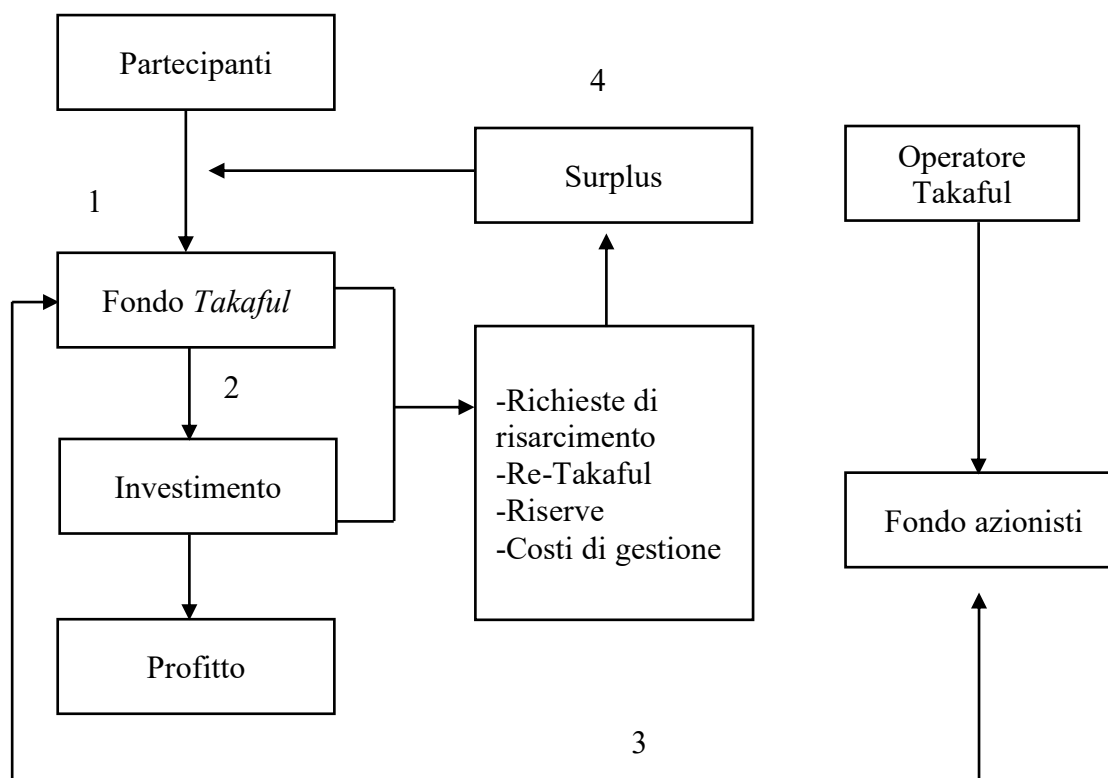 Partecipanti
4
Surplus
Operatore
Takaful
1
Fondo Takaful
2
-Richieste di
risarcimento
-Re-Takaful
-Riserve
-Costi di gestione
Investimento
Fondo azionisti
Profitto
3